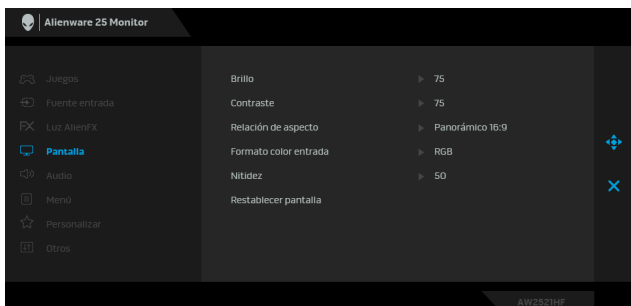 Alienware 25 Monitor
Juegos
Fuente entrada
FX Luz AlienFX
Pantalla
Audio
Menú
Personalizar
Otros
Brillo 75
Contraste 75
Relación de aspecto Panorámico 16:9
Formato color entrada RGB
Nitidez 50
Restablecer pantalla
AW2521HF